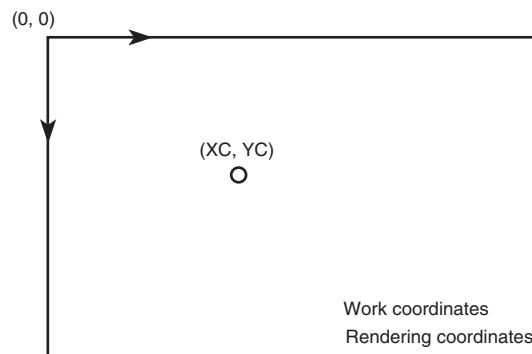 (0, 0)
(XC, YC)
Work coordinates
Rendering coordinates